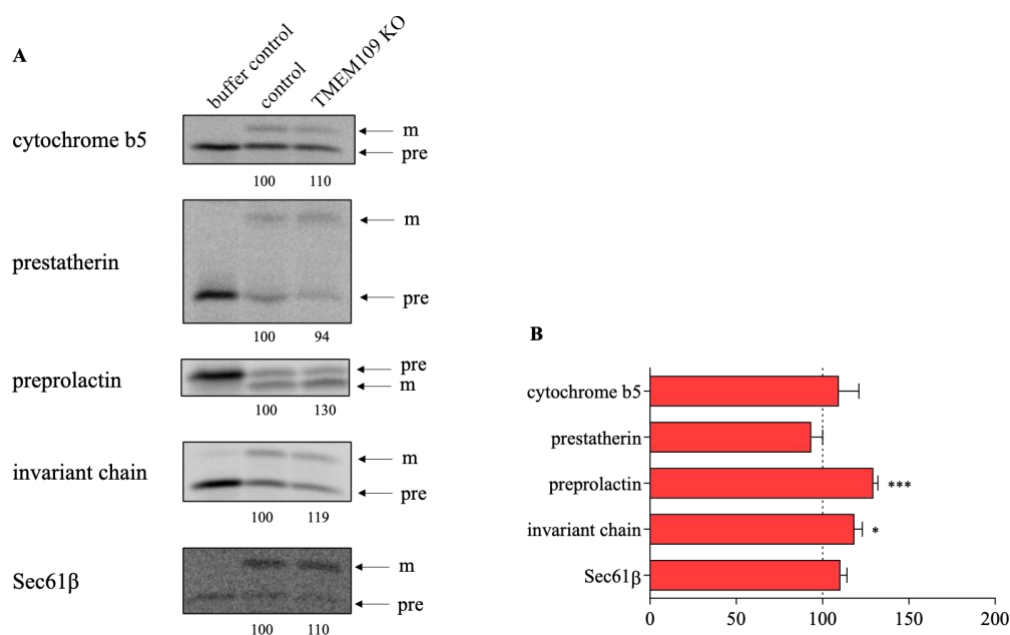 A
buffer control
control
TMEM109 KO
cytochrome b5
m
pre
100 110
prestatherin
m
pre
100 94
preprolactin
pre
m
100 130
invariant chain
m
pre
100 119
Sec61β
m
pre
100 110
B
cytochrome b5
prestatherin
preprolactin
***
invariant chain
*
Sec61β
0 50 100 150 200